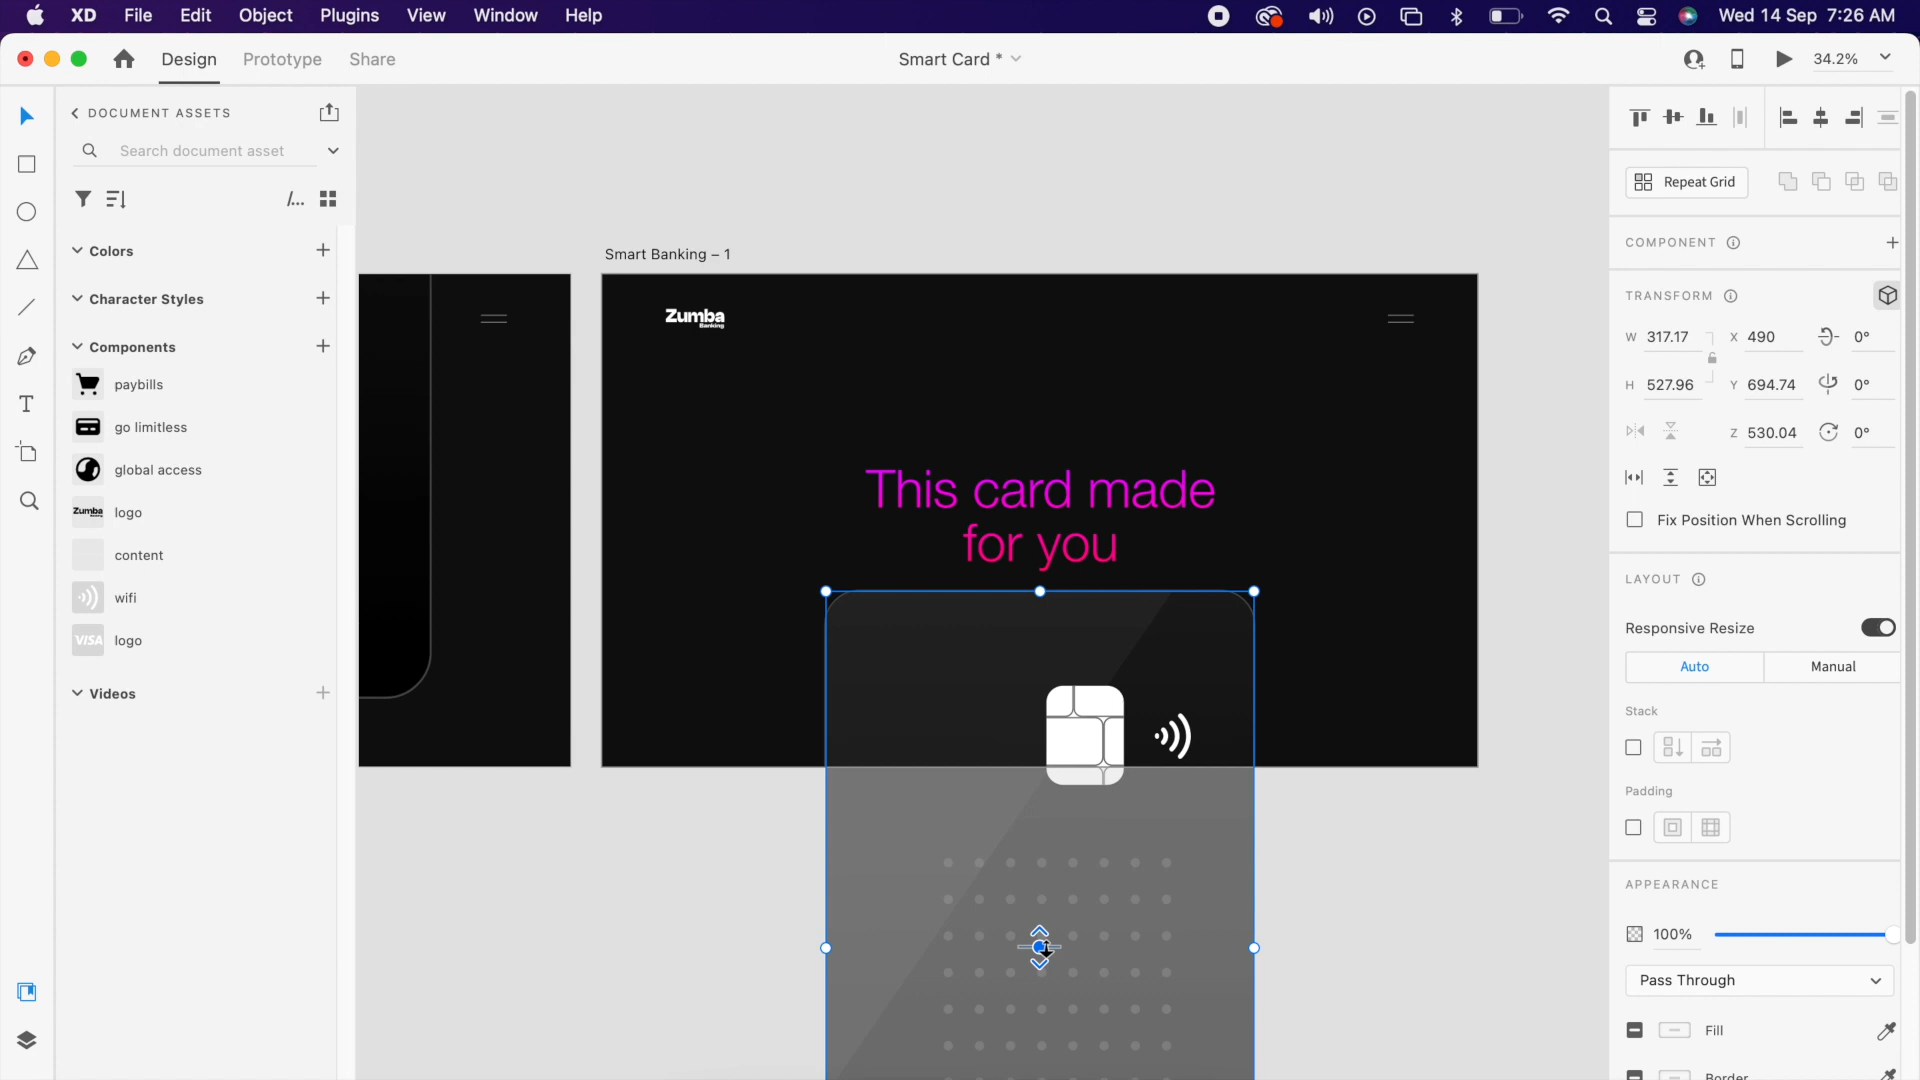 XD File Edit Object Plugins View Window Help Wed 14 Sep 7:26 AM
Design Prototype Share Smart Card * 34.2%
DOCUMENT ASSETS
Search document asset
/...
Colors
Character Styles
Components
paybills
go limitless
global access
Zumba logo
content
wifi
VISA logo
Videos
Smart Banking – 1
Zumba
Banking
This card made
for you
Repeat Grid
COMPONENT
TRANSFORM
W 317.17 X 490 0°
H 527.96 Y 694.74 0°
Z 530.04 0°
Fix Position When Scrolling
LAYOUT
Responsive Resize
Auto Manual
Stack
Padding
APPEARANCE
100%
Pass Through
Fill
Border